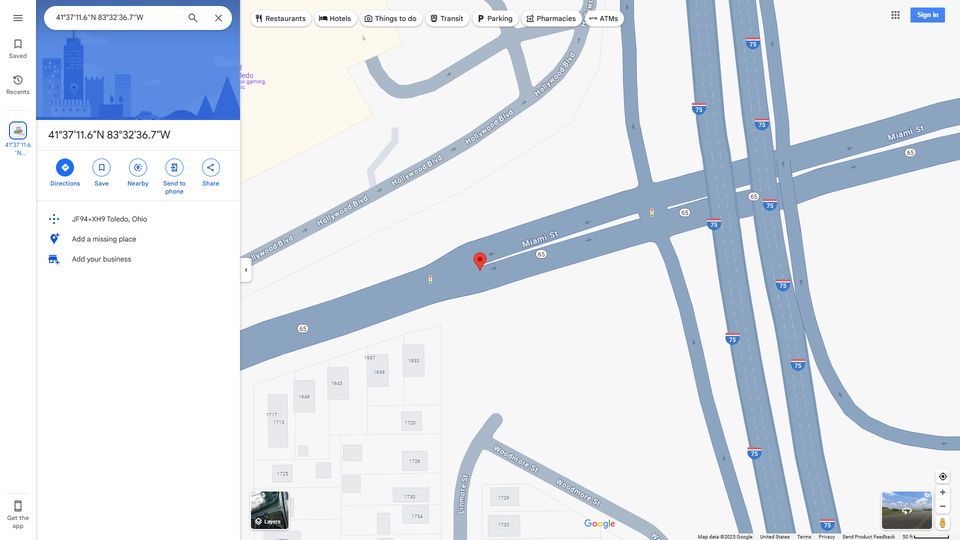 41°37'11.6"N 83°32'36.7"W
Restaurants
Hotels
Things to do
Transit
Parking
Pharmacies
ATMs
Sign in
Saved
Recents
41°37'11.6
"N...
41°37'11.6"N 83°32'36.7"W
Directions
Save
Nearby
Send to
phone
Share
JF94+XH9 Toledo, Ohio
Add a missing place
Add your business
Get the
app
Hollywood Blvd
Hollywood Blvd
Hollywood Blvd
Hollywood Blvd
Miami St
Miami St
65
65
65
65
65
75
75
75
75
75
75
75
75
75
75
1937
1933
1939
1943
1949
1717
1713
1720
1726
1725
1730
1734
1732
1729
1733
Linmore St
Woodmore St
Woodmore St
Layers
Google
Map data ©2025 Google
United States
Terms
Privacy
Send Product Feedback
50 ft